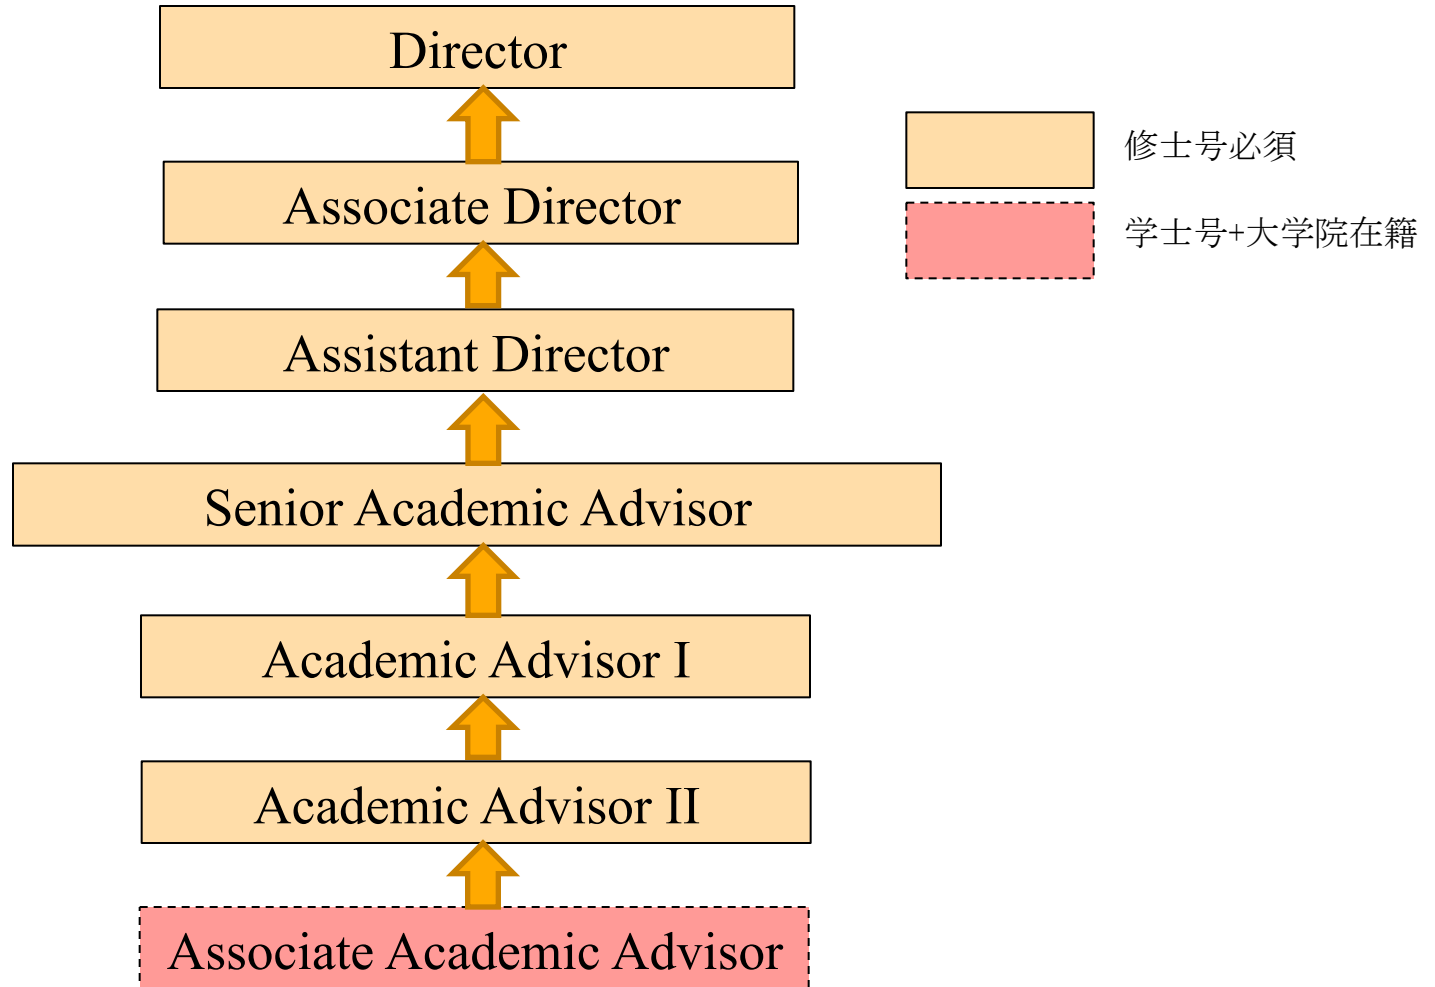 Director
修士号必須
Associate Director
学士号+大学院在籍
Assistant Director
Senior Academic Advisor
Academic Advisor I
Academic Advisor II
Associate Academic Advisor